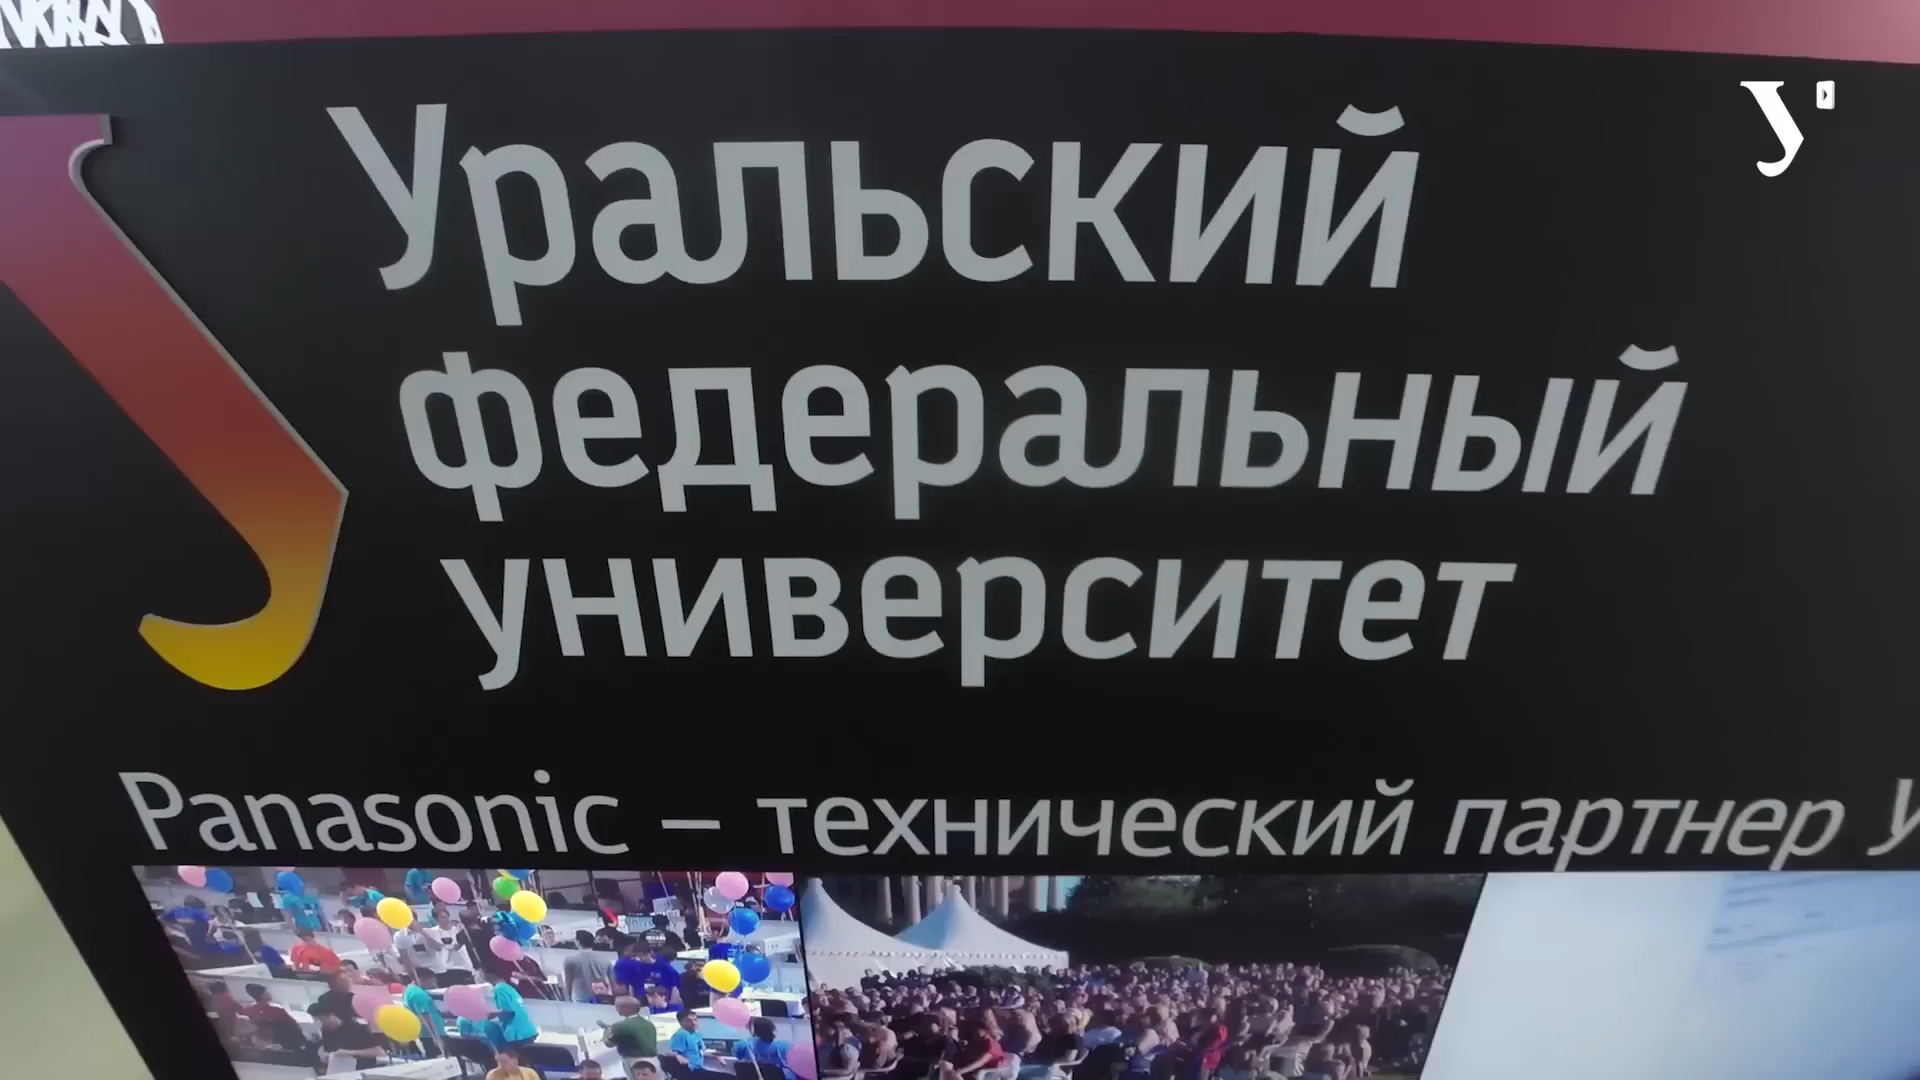 Уральский
федеральный
университет
Panasonic – технический партнер У